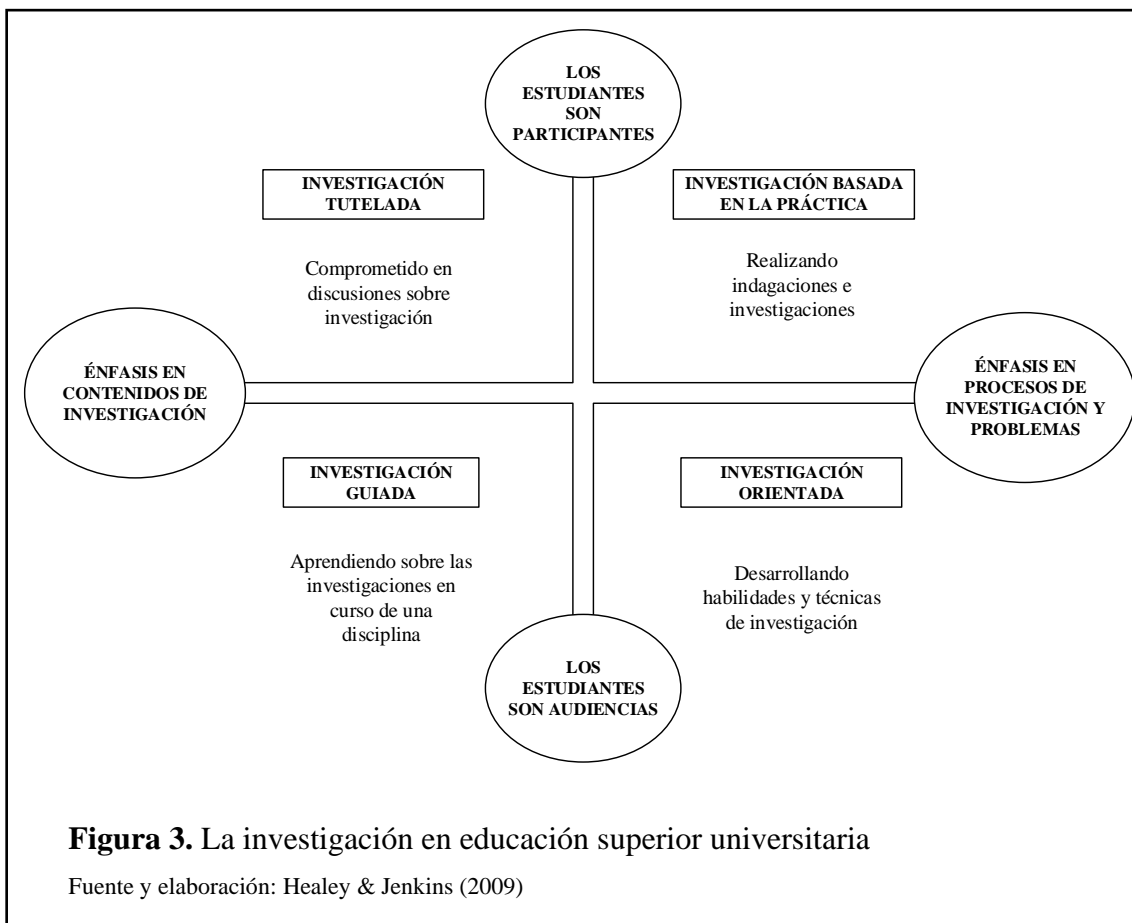 LOS
ESTUDIANTES
SON
PARTICIPANTES
INVESTIGACIÓN
TUTELADA
INVESTIGACIÓN BASADA
EN LA PRÁCTICA
Comprometido en
discusiones sobre
investigación
Realizando
indagaciones e
investigaciones
ÉNFASIS EN
CONTENIDOS DE
INVESTIGACIÓN
ÉNFASIS EN
PROCESOS DE
INVESTIGACIÓN Y
PROBLEMAS
INVESTIGACIÓN
GUIADA
INVESTIGACIÓN
ORIENTADA
Aprendiendo sobre las
investigaciones en
curso de una
disciplina
Desarrollando
habilidades y técnicas
de investigación
LOS
ESTUDIANTES
SON AUDIENCIAS
Figura 3. La investigación en educación superior universitaria
Fuente y elaboración: Healey & Jenkins (2009)